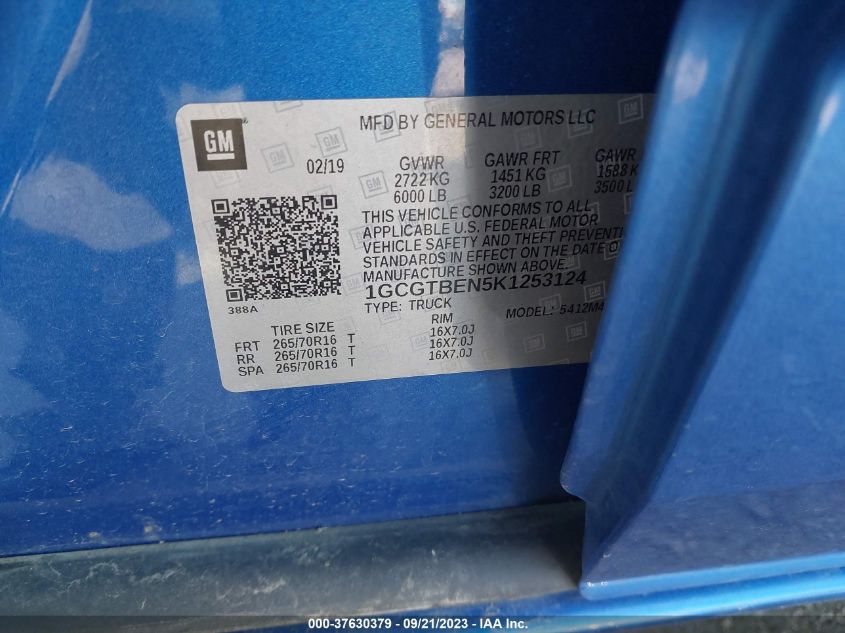 GM
MFD BY GENERAL MOTORS LLC
02/19
GVWR GAWR FRT GAWR
2722 KG 1451 KG 1588 K
6000 LB 3200 LB 3500 L
THIS VEHICLE CONFORMS TO ALL
APPLICABLE U.S. FEDERAL MOTOR
VEHICLE SAFETY AND THEFT PREVENTI
STANDARDS IN EFFECT ON THE DATE O
MANUFACTURE SHOWN ABOVE.
1GCGTBEN5K1253124
TYPE: TRUCK MODEL: 5412M4
388A
TIRE SIZE RIM
FRT 265/70R16 T 16X7.0J
RR 265/70R16 T 16X7.0J
SPA 265/70R16 T 16X7.0J
000-37630379 - 09/21/2023 - IAA Inc.